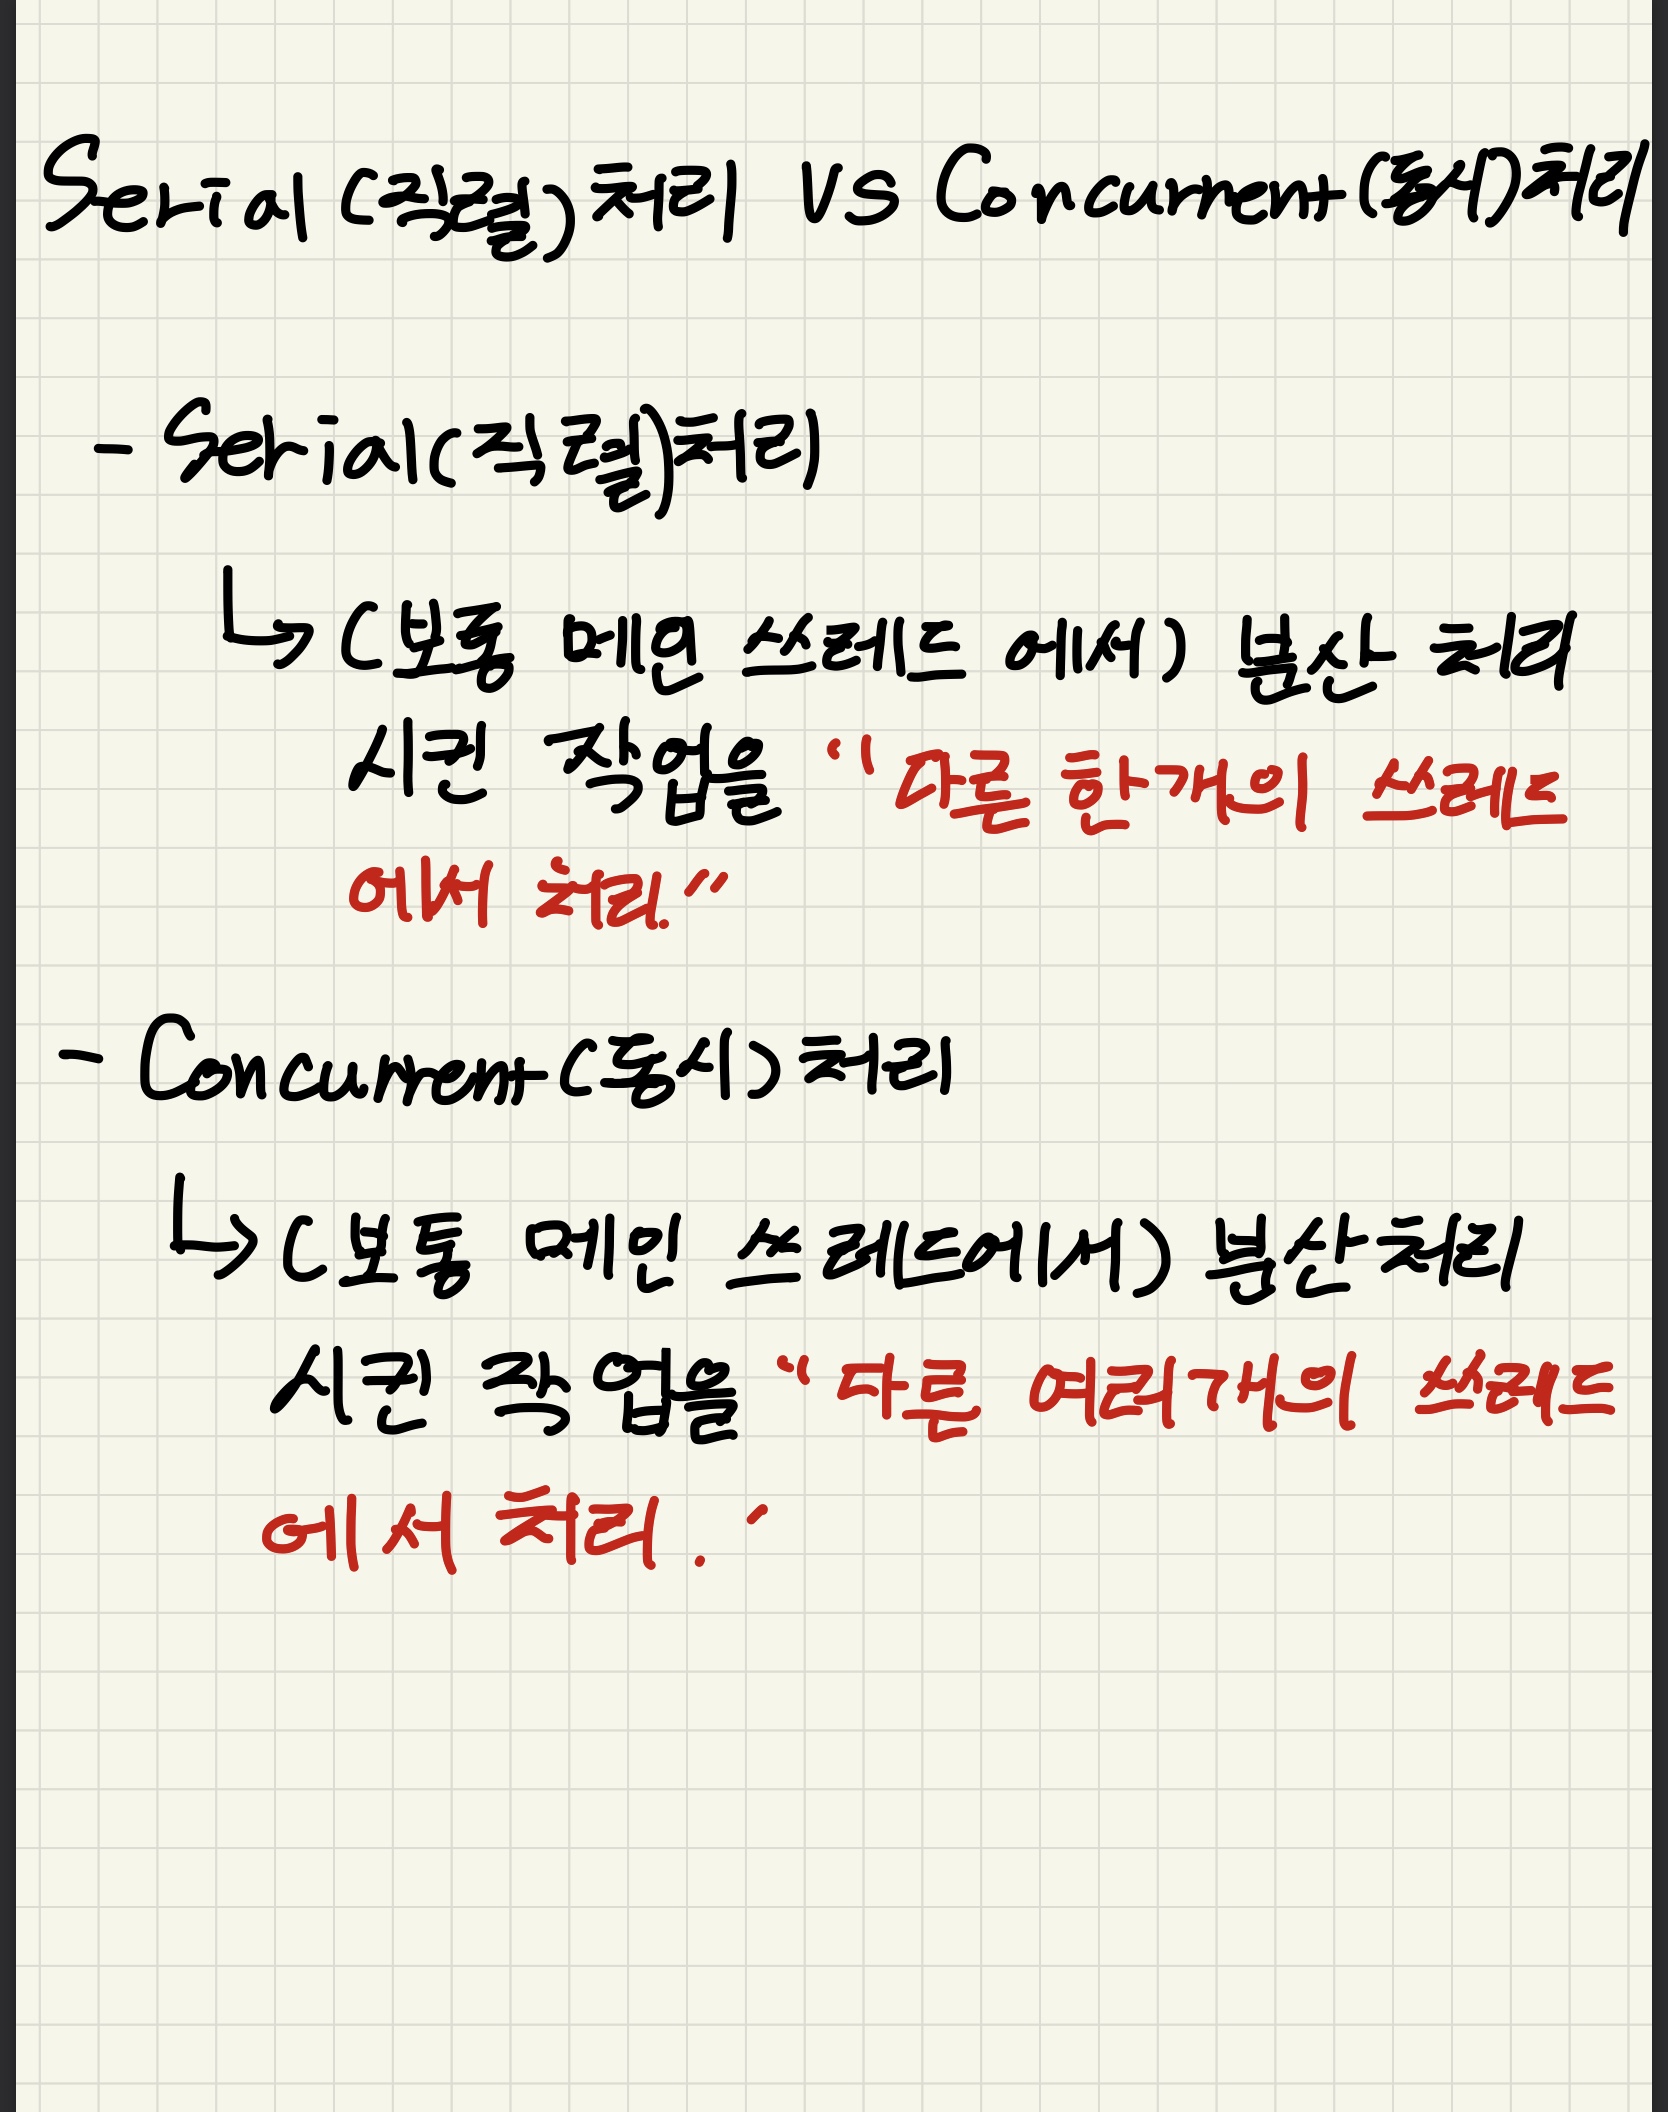 Serial (직렬) 처리 VS Concurrent (동시) 처리
- Serial (직렬) 처리
↳ (보통 메인 쓰레드 에서) 분산 처리
시킨 작업을 "다른 한개의 쓰레드
에서 처리."
- Concurrent (동시) 처리
↳ (보통 메인 쓰레드에서) 분산처리
시킨 작업을 "다른 여러개의 쓰레드
에서 처리.'